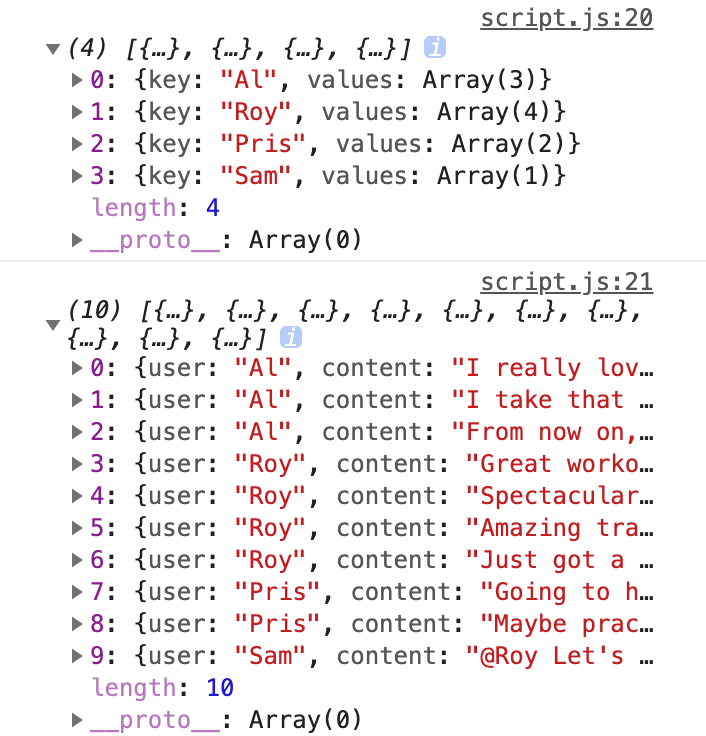 script.js:20
(4) [{…}, {…}, {…}, {…}] i
0: {key: "Al", values: Array(3)}
1: {key: "Roy", values: Array(4)}
2: {key: "Pris", values: Array(2)}
3: {key: "Sam", values: Array(1)}
length: 4
__proto__: Array(0)
script.js:21
(10) [{…}, {…}, {…}, {…}, {…}, {…}, {…},
{…}, {…}, {…}] i
0: {user: "Al", content: "I really lov…
1: {user: "Al", content: "I take that …
2: {user: "Al", content: "From now on,…
3: {user: "Roy", content: "Great worko…
4: {user: "Roy", content: "Spectacular…
5: {user: "Roy", content: "Amazing tra…
6: {user: "Roy", content: "Just got a …
7: {user: "Pris", content: "Going to h…
8: {user: "Pris", content: "Maybe prac…
9: {user: "Sam", content: "@Roy Let's …
length: 10
__proto__: Array(0)